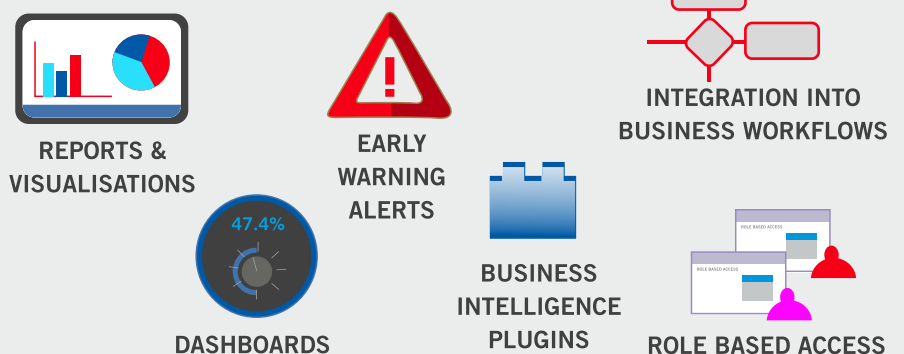 REPORTS &
VISUALISATIONS
EARLY
WARNING
ALERTS
INTEGRATION INTO
BUSINESS WORKFLOWS
47.4%
DASHBOARDS
BUSINESS
INTELLIGENCE
PLUGINS
ROLE BASED ACCESS
ROLE BASED ACCESS
ROLE BASED ACCESS